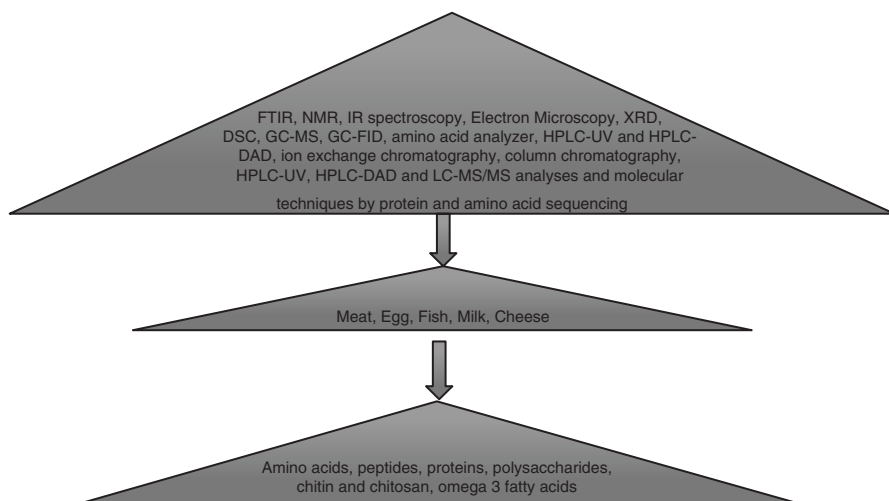 FTIR, NMR, IR spectroscopy, Electron Microscopy, XRD,
DSC, GC-MS, GC-FID, amino acid analyzer, HPLC-UV and HPLC-
DAD, ion exchange chromatography, column chromatography,
HPLC-UV, HPLC-DAD and LC-MS/MS analyses and molecular
techniques by protein and amino acid sequencing
Meat, Egg, Fish, Milk, Cheese
Amino acids, peptides, proteins, polysaccharides,
chitin and chitosan, omega 3 fatty acids